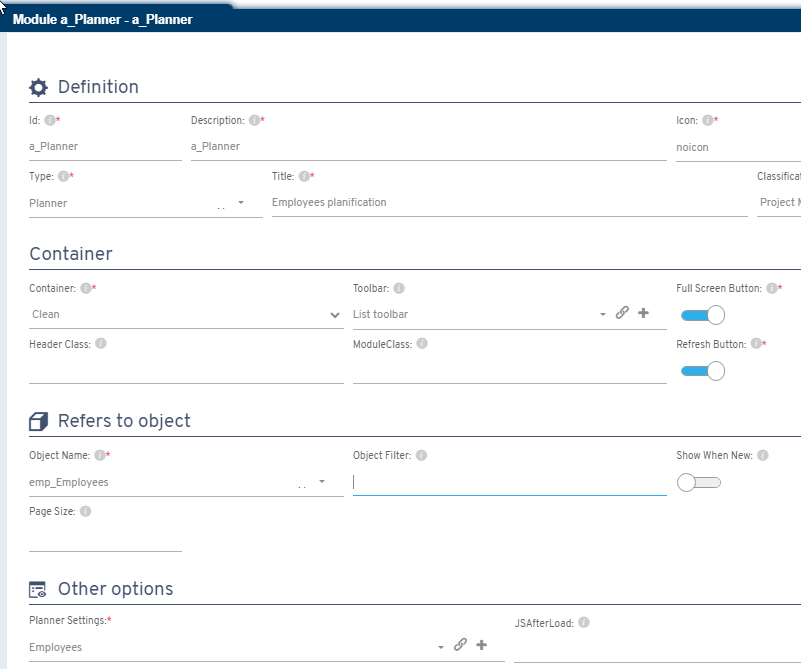 Module a_Planner - a_Planner
Definition
Id: * Description: * Icon: *
a_Planner a_Planner noicon
Type: * Title: * Classificat
Planner .. Employees planification Project M
Container
Container: * Toolbar: Full Screen Button: *
Clean List toolbar
Header Class: ModuleClass: Refresh Button: *
Refers to object
Object Name: * Object Filter: Show When New:
emp_Employees ..
Page Size:
Other options
Planner Settings:* JSAfterLoad:
Employees